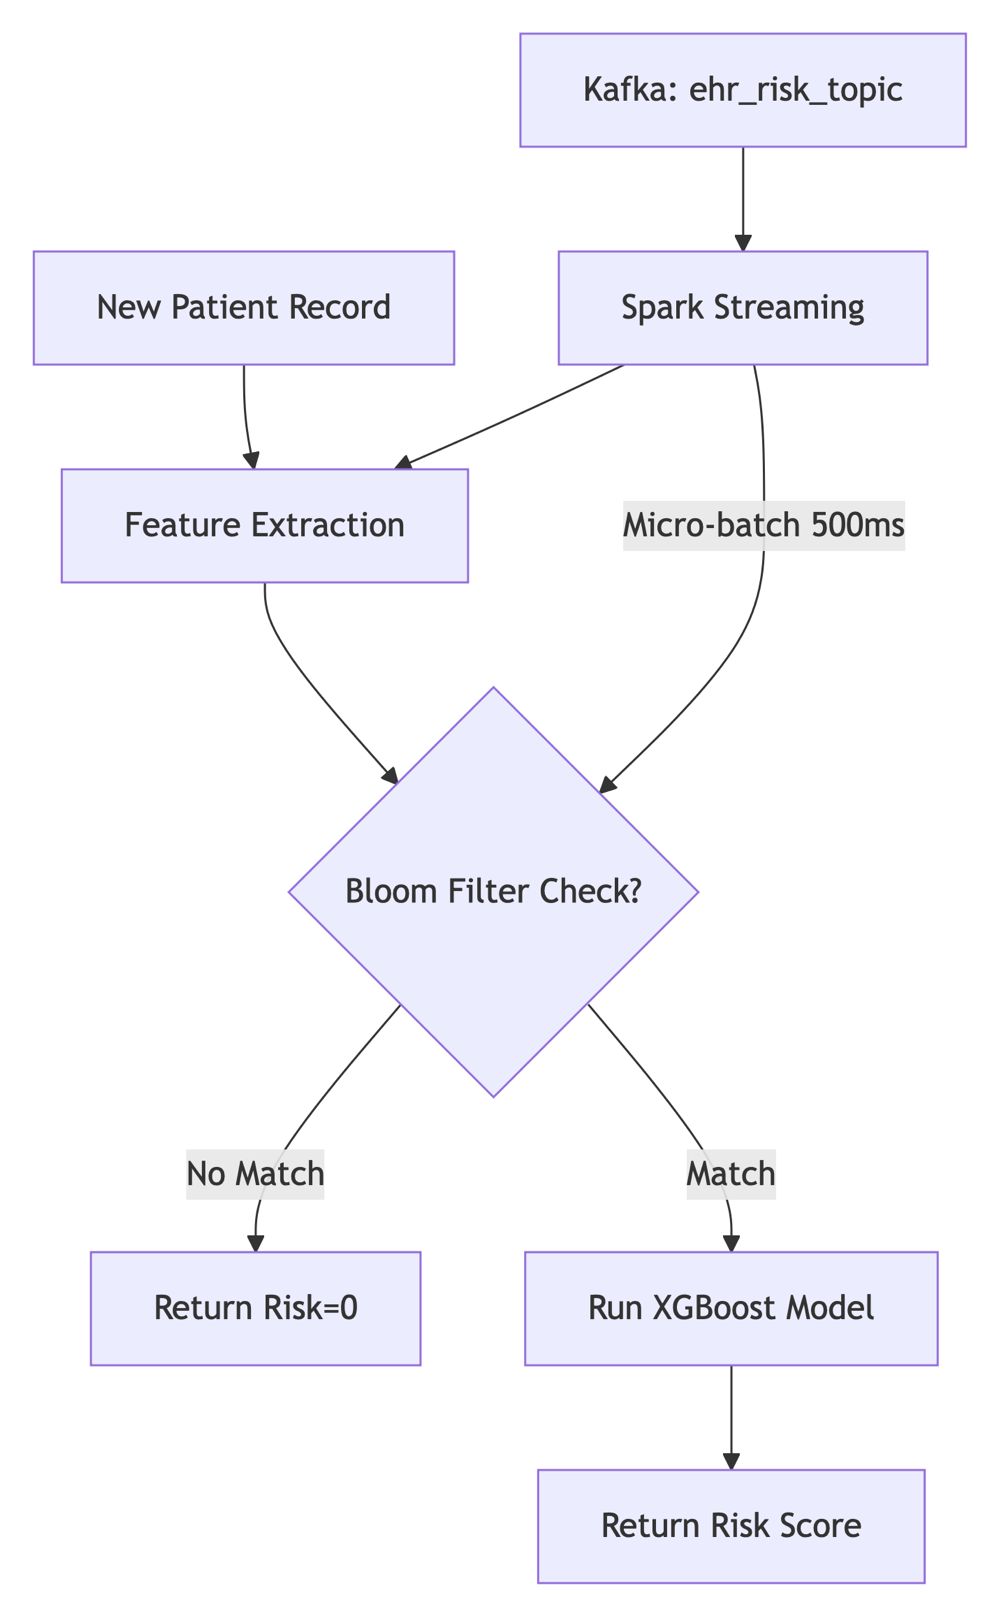 Kafka: ehr_risk_topic
New Patient Record
Spark Streaming
Feature Extraction
Micro-batch 500ms
Bloom Filter Check?
No Match
Match
Return Risk=0
Run XGBoost Model
Return Risk Score